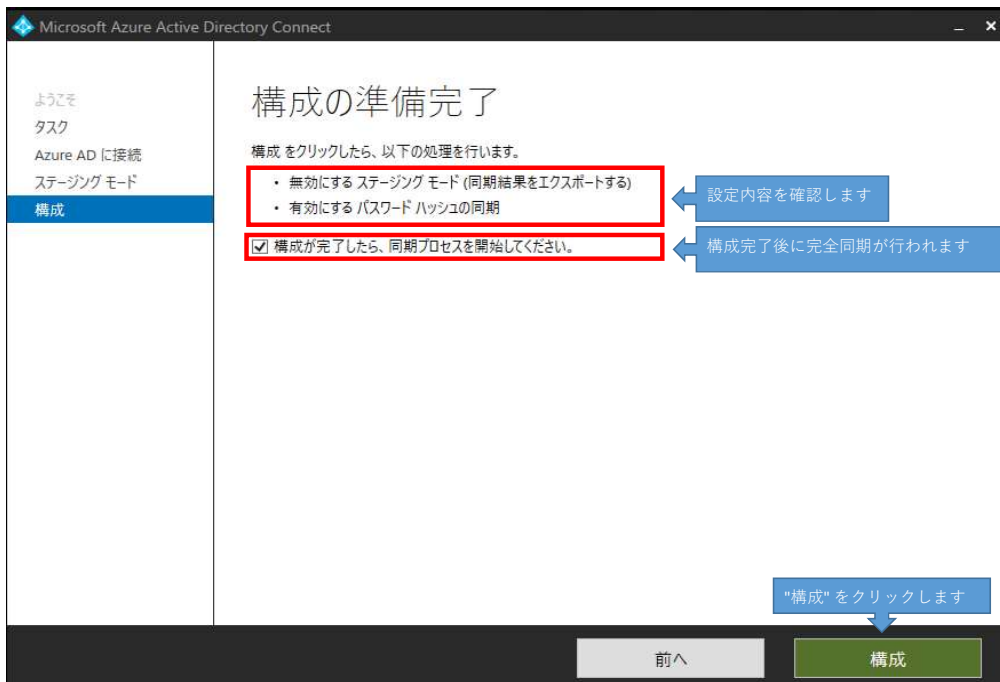 Microsoft Azure Active Directory Connect
ようこそ
タスク
Azure AD に接続
ステージング モード
構成
構成の準備完了
構成 をクリックしたら、以下の処理を行います。
・ 無効にする ステージング モード (同期結果をエクスポートする)
・ 有効にする パスワード ハッシュの同期
設定内容を確認します
構成が完了したら、同期プロセスを開始してください。
構成完了後に完全同期が行われます
"構成" をクリックします
前へ
構成